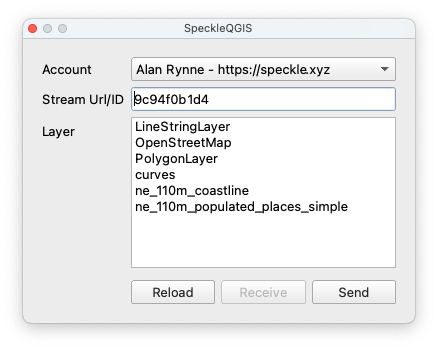 SpeckleQGIS
Account Alan Rynne - https://speckle.xyz
Stream Url/ID 9c94f0b1d4
Layer LineStringLayer
OpenStreetMap
PolygonLayer
curves
ne_110m_coastline
ne_110m_populated_places_simple
Reload Receive Send